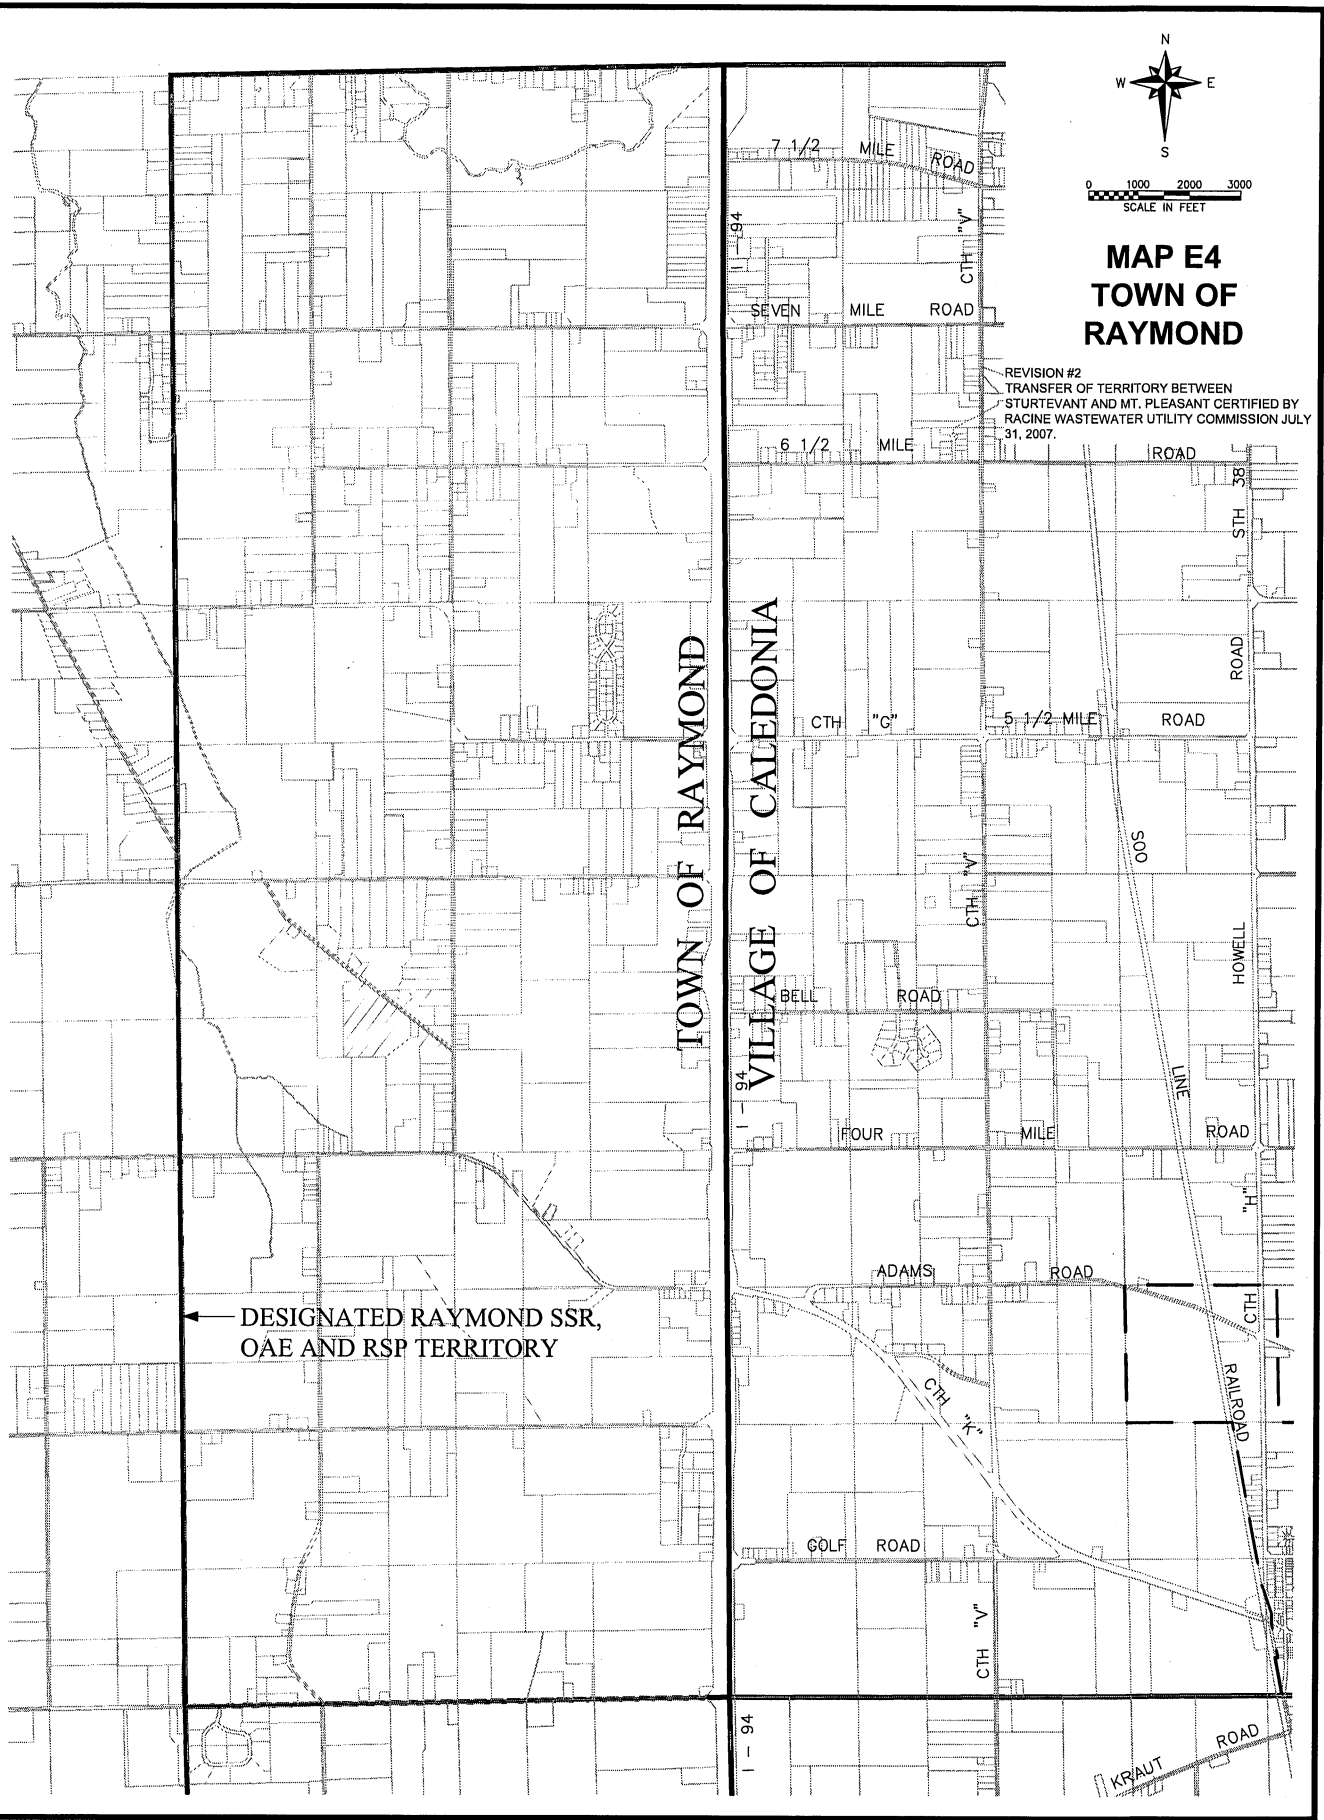 N
W E
S
0 1000 2000 3000
SCALE IN FEET
MAP E4
TOWN OF
RAYMOND
REVISION #2
TRANSFER OF TERRITORY BETWEEN
STURTEVANT AND MT. PLEASANT CERTIFIED BY
RACINE WASTEWATER UTILITY COMMISSION JULY
31, 2007.
7 1/2 MILE ROAD
I - 94
CTH "V"
SEVEN MILE ROAD
6 1/2 MILE ROAD
STH 38
TOWN OF RAYMOND
VILLAGE OF CALEDONIA
CTH "G"
5 1/2 MILE ROAD
HOWELL ROAD
SOO LINE RAILROAD
CTH "V"
BELL ROAD
I - 94
FOUR MILE ROAD
CTH "H"
ADAMS ROAD
DESIGNATED RAYMOND SSR,
OAE AND RSP TERRITORY
CTH "K"
GOLF ROAD
CTH "V"
I - 94
KRAUT ROAD